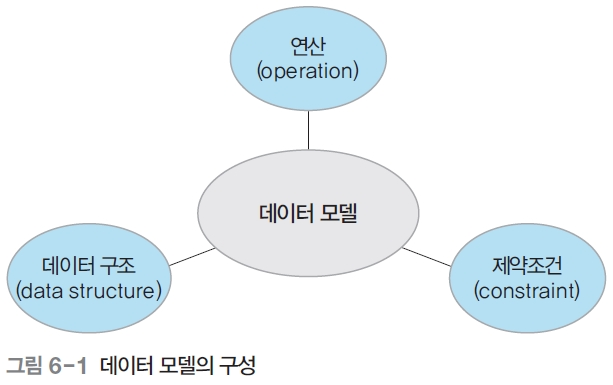 연산
(operation)
데이터 모델
데이터 구조
(data structure)
제약조건
(constraint)
그림 6-1 데이터 모델의 구성